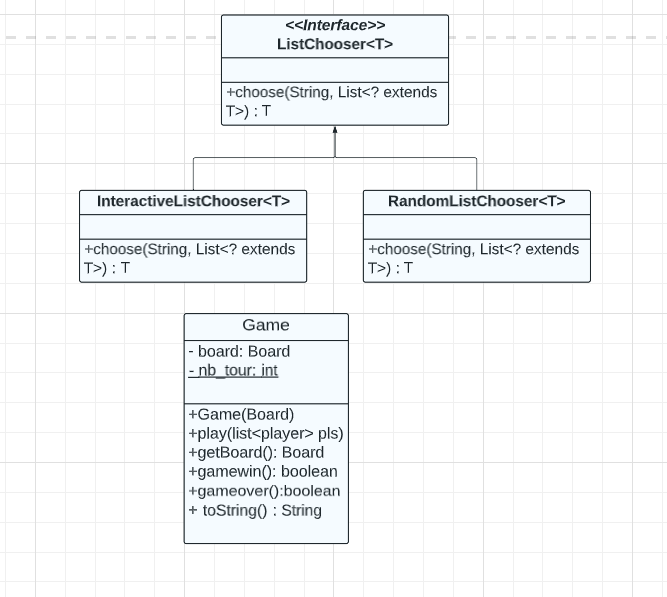 <<Interface>>
ListChooser<T>
+choose(String, List<? extends
T>) : T
InteractiveListChooser<T>
+choose(String, List<? extends
T>) : T
RandomListChooser<T>
+choose(String, List<? extends
T>) : T
Game
- board: Board
- nb_tour: int
+Game(Board)
+play(list<player> pls)
+getBoard(): Board
+gamewin(): boolean
+gameover():boolean
+ toString() : String